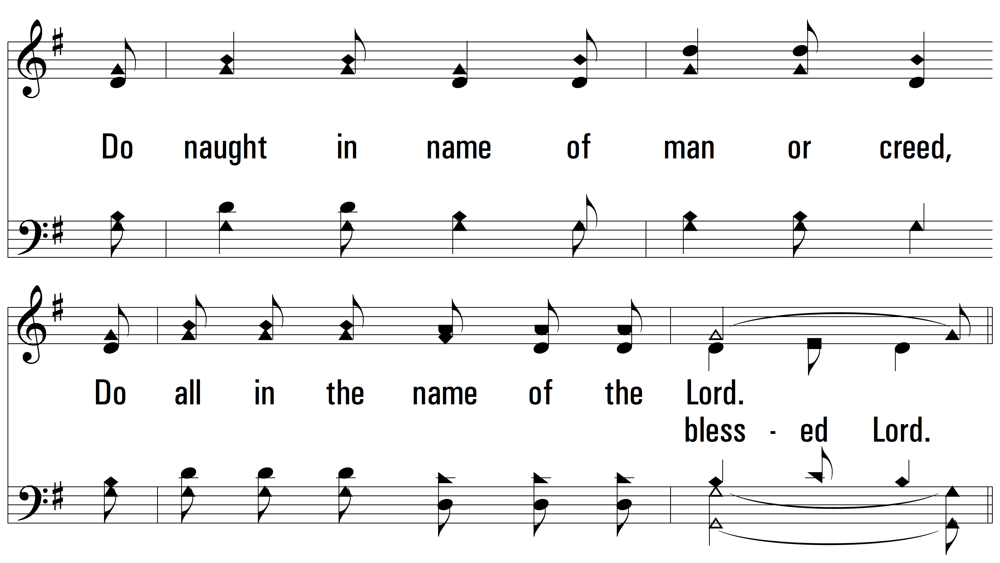 Do naught in name of man or creed,
Do all in the name of the Lord.
bless - ed Lord.